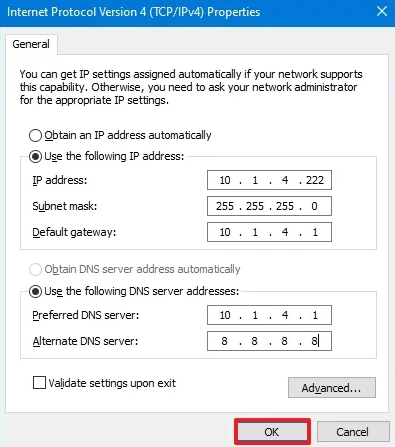 Internet Protocol Version 4 (TCP/IPv4) Properties
General
You can get IP settings assigned automatically if your network supports
this capability. Otherwise, you need to ask your network administrator
for the appropriate IP settings.
Obtain an IP address automatically
Use the following IP address:
IP address: 10 . 1 . 4 . 222
Subnet mask: 255 . 255 . 255 . 0
Default gateway: 10 . 1 . 4 . 1
Obtain DNS server address automatically
Use the following DNS server addresses:
Preferred DNS server: 10 . 1 . 4 . 1
Alternate DNS server: 8 . 8 . 8 . 8
Validate settings upon exit
Advanced...
OK Cancel